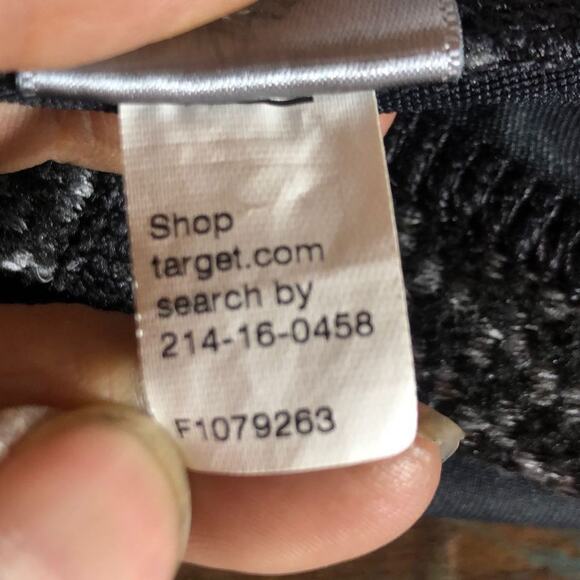 Shop
target.com
search by
214-16-0458
F1079263